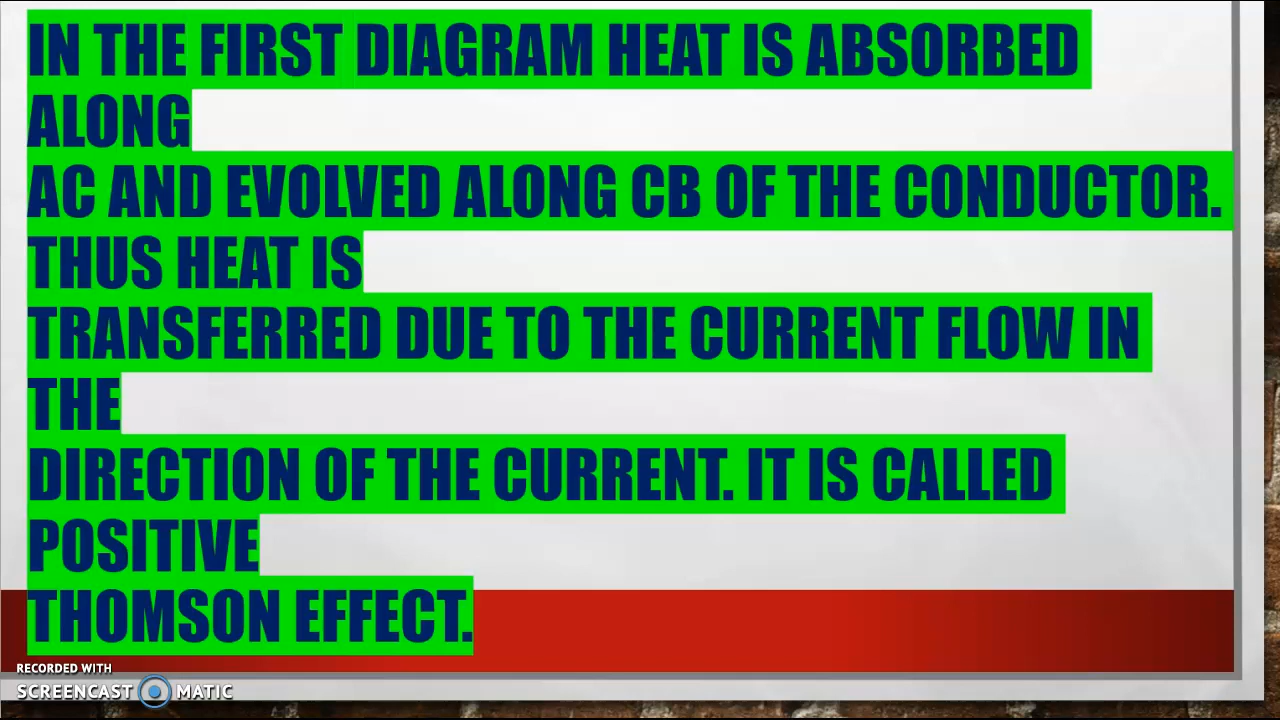 IN THE FIRST DIAGRAM HEAT IS ABSORBED
ALONG
AC AND EVOLVED ALONG CB OF THE CONDUCTOR.
THUS HEAT IS
TRANSFERRED DUE TO THE CURRENT FLOW IN
THE
DIRECTION OF THE CURRENT. IT IS CALLED
POSITIVE
THOMSON EFFECT.
RECORDED WITH
SCREENCAST MATIC